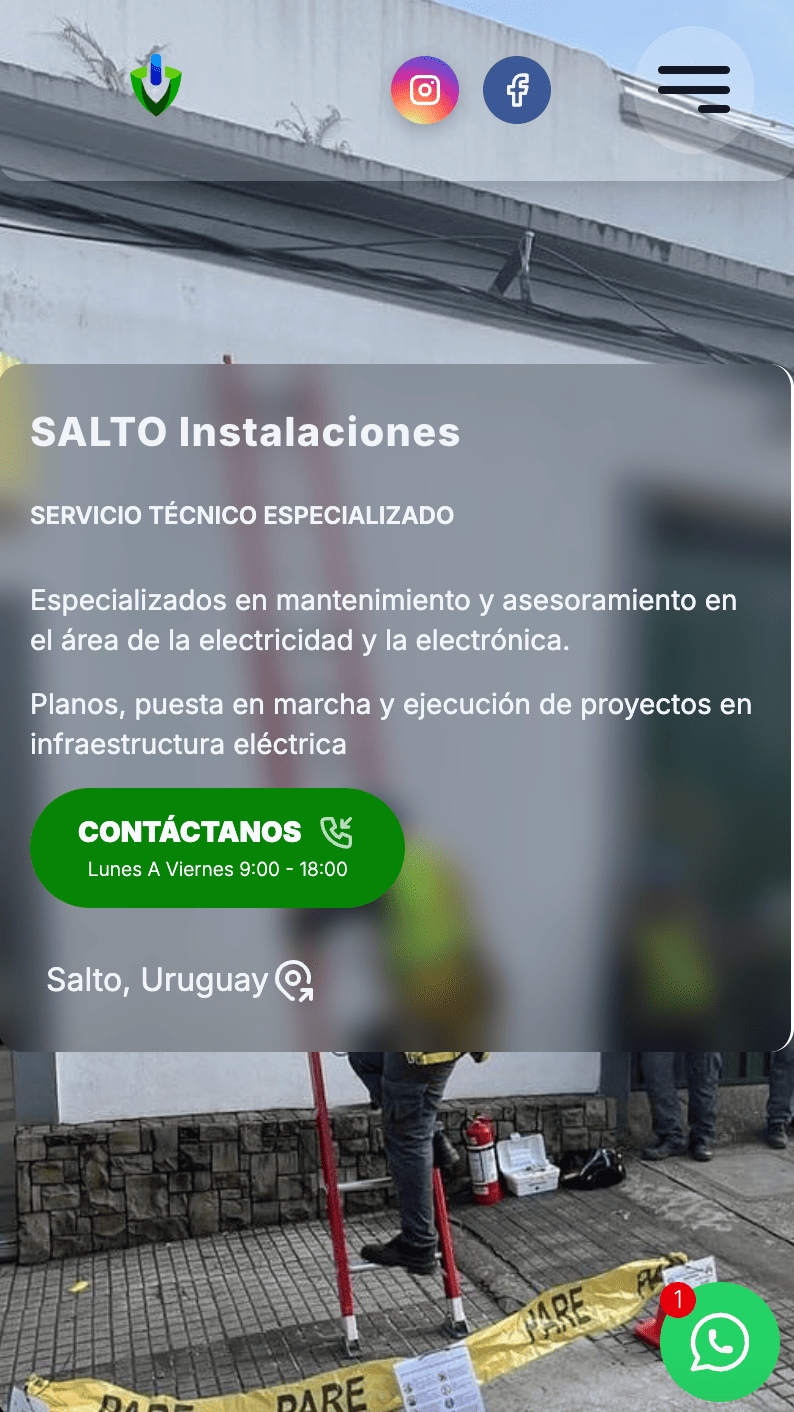 SALTO Instalaciones
SERVICIO TÉCNICO ESPECIALIZADO
Especializados en mantenimiento y asesoramiento en
el área de la electricidad y la electrónica.
Planos, puesta en marcha y ejecución de proyectos en
infraestructura eléctrica
CONTÁCTANOS
Lunes A Viernes 9:00 - 18:00
Salto, Uruguay
PARE
1
PARE